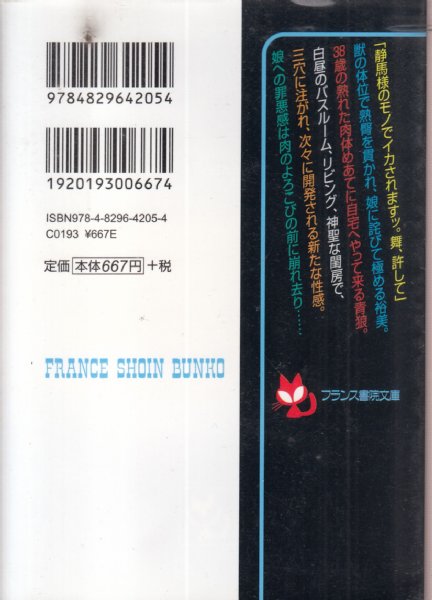 「静馬様のモノでイカされますッ。舞、許して」
獣の体位で熟臀を貫かれ、娘に詫びて極める裕美。
38歳の熟れた肉体めあてに自宅へやって来る青狼。
白昼のバスルーム、リビング、神聖な閨房で、
三穴に注がれ、次々に開発される新たな性感。
娘への罪悪感は肉のよろこびの前に崩れ去り……
フランス書院文庫
9784829642054
1920193006674
ISBN978-4-8296-4205-4
C0193 ¥667E
定価 本体667円 +税
FRANCE SHOIN BUNKO